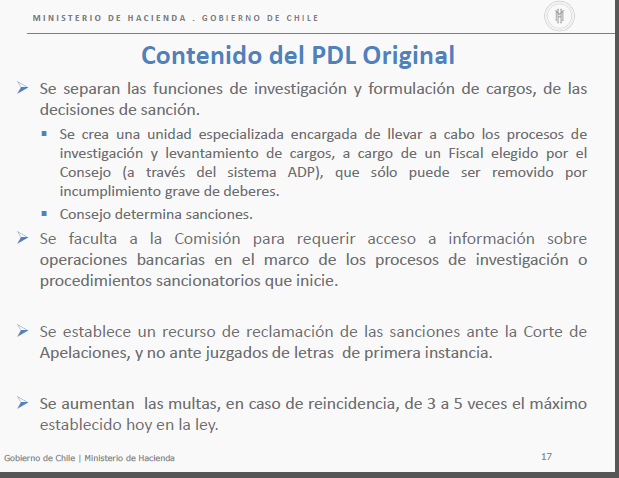 MINISTERIO DE HACIENDA . GOBIERNO DE CHILE
Contenido del PDL Original
Se separan las funciones de investigación y formulación de cargos, de las
decisiones de sanción.
Se crea una unidad especializada encargada de llevar a cabo los procesos de
investigación y levantamiento de cargos, a cargo de un Fiscal elegido por el
Consejo (a través del sistema ADP), que sólo puede ser removido por
incumplimiento grave de deberes.
Consejo determina sanciones.
Se faculta a la Comisión para requerir acceso a información sobre
operaciones bancarias en el marco de los procesos de investigación o
procedimientos sancionatorios que inicie.
Se establece un recurso de reclamación de las sanciones ante la Corte de
Apelaciones, y no ante juzgados de letras de primera instancia.
Se aumentan las multas, en caso de reincidencia, de 3 a 5 veces el máximo
establecido hoy en la ley.
Gobierno de Chile | Ministerio de Hacienda
17